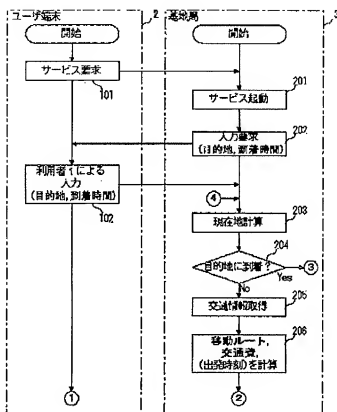 ユーザ端末
2
基地局
3
開始
開始
サービス要求
101
201
サービス起動
入力要求
(目的地,到着時間)
202
利用者1による
入力
(目的地,到着時間)
102
④
現在地計算
203
204
目的地に到着?
③
Yes
No
205
交通情報取得
206
移動ルート,
交通費,
(出発時刻)を計算
①
②